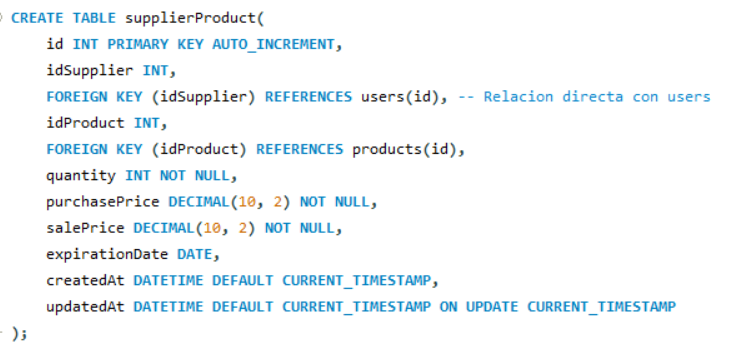 CREATE TABLE supplierProduct(
id INT PRIMARY KEY AUTO_INCREMENT,
idSupplier INT,
FOREIGN KEY (idSupplier) REFERENCES users(id), -- Relacion directa con users
idProduct INT,
FOREIGN KEY (idProduct) REFERENCES products(id),
quantity INT NOT NULL,
purchasePrice DECIMAL(10, 2) NOT NULL,
salePrice DECIMAL(10, 2) NOT NULL,
expirationDate DATE,
createdAt DATETIME DEFAULT CURRENT_TIMESTAMP,
updatedAt DATETIME DEFAULT CURRENT_TIMESTAMP ON UPDATE CURRENT_TIMESTAMP
);